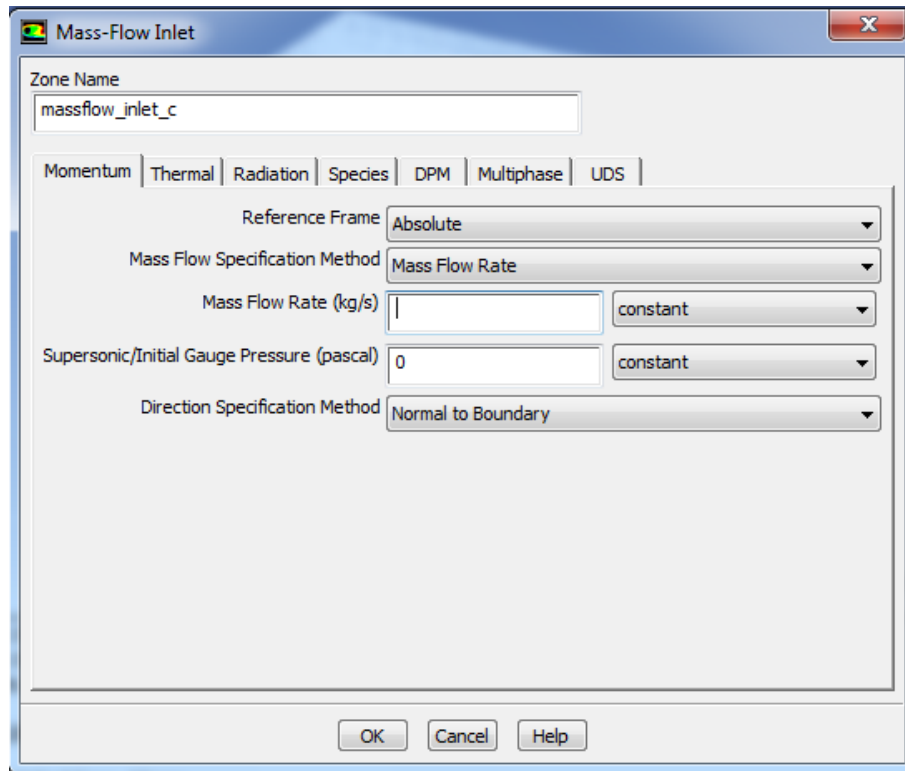 Mass-Flow Inlet
Zone Name
massflow_inlet_c
Momentum Thermal Radiation Species DPM Multiphase UDS
Reference Frame Absolute
Mass Flow Specification Method Mass Flow Rate
Mass Flow Rate (kg/s) constant
Supersonic/Initial Gauge Pressure (pascal) 0 constant
Direction Specification Method Normal to Boundary
OK Cancel Help